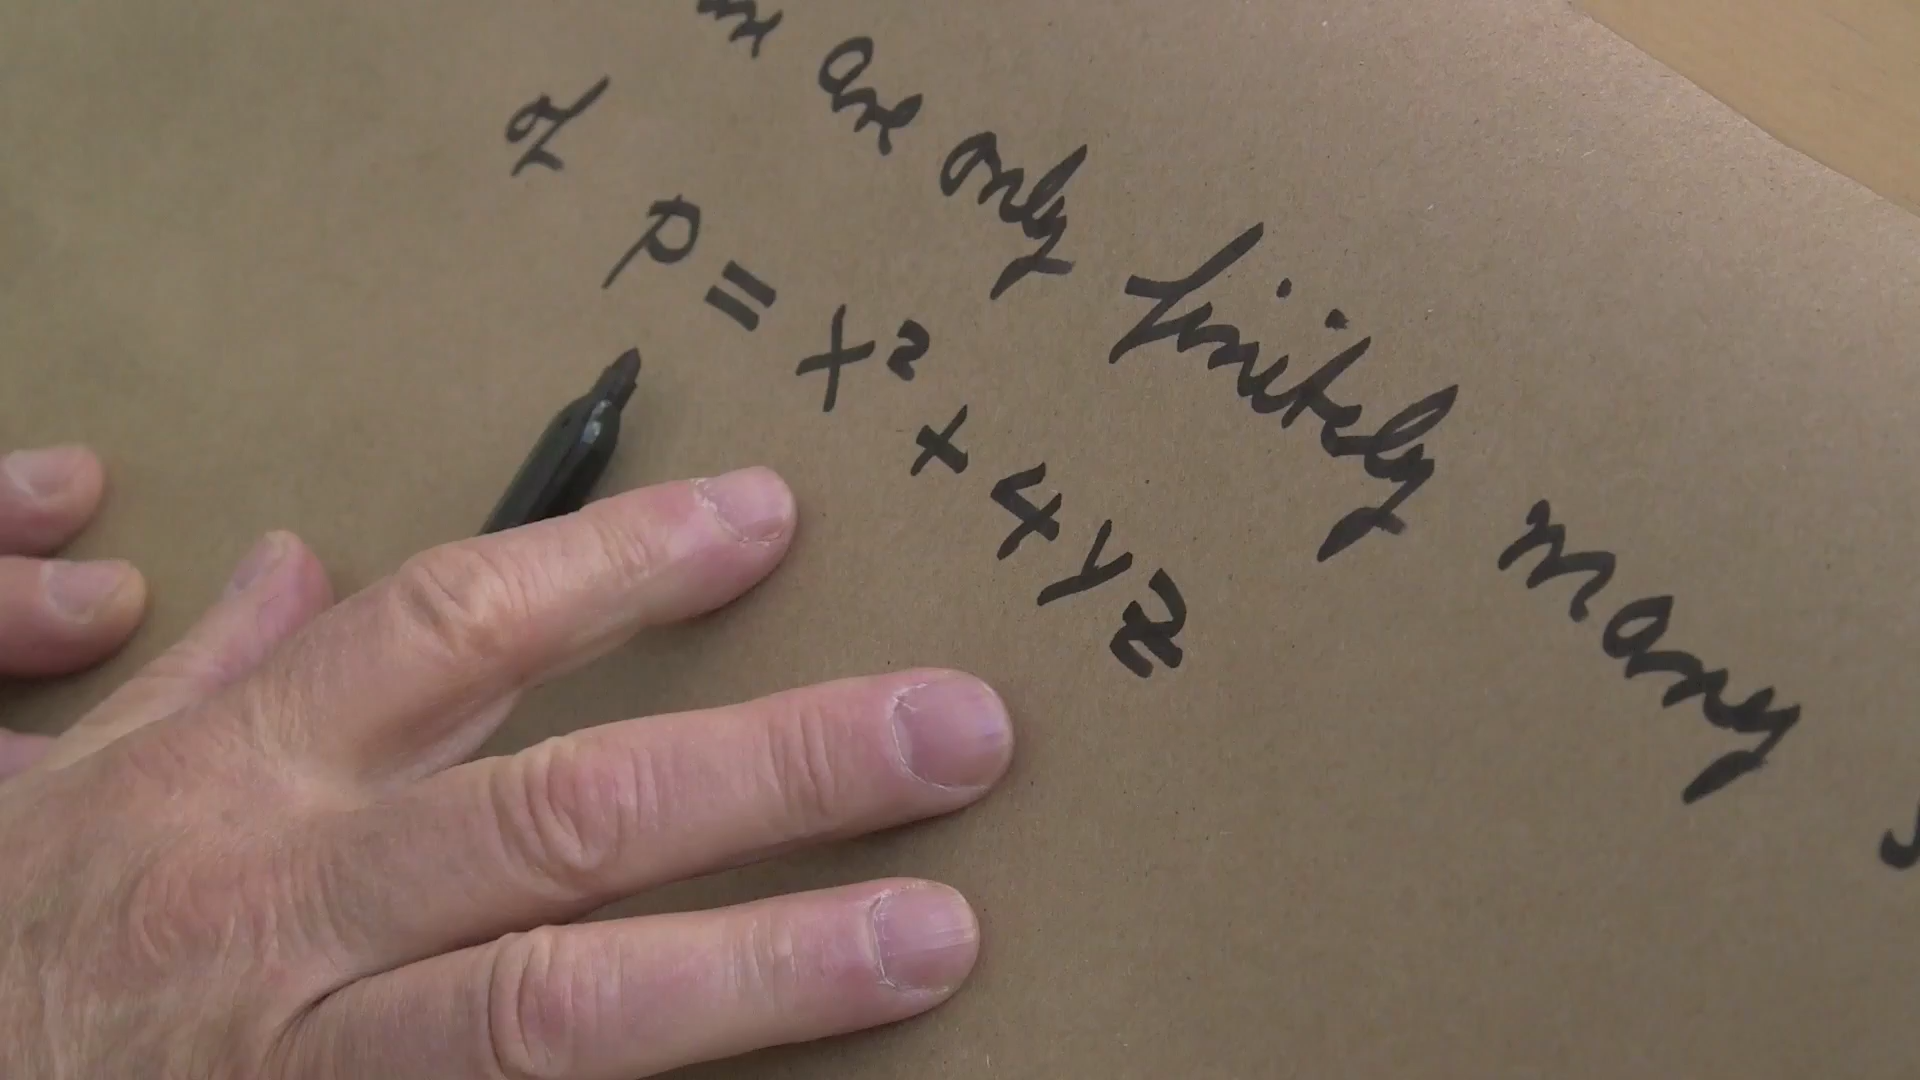 are only finitely many
of p = x² + 4yz